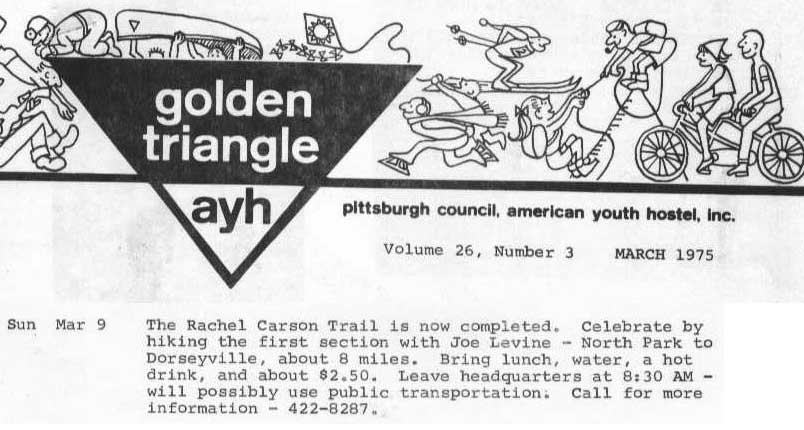 golden
triangle
ayh
pittsburgh council, american youth hostel, inc.
Volume 26, Number 3 MARCH 1975
Sun Mar 9 The Rachel Carson Trail is now completed. Celebrate by
hiking the first section with Joe Levine - North Park to
Dorseyville, about 8 miles. Bring lunch, water, a hot
drink, and about $2.50. Leave headquarters at 8:30 AM -
will possibly use public transportation. Call for more
information - 422-8287.